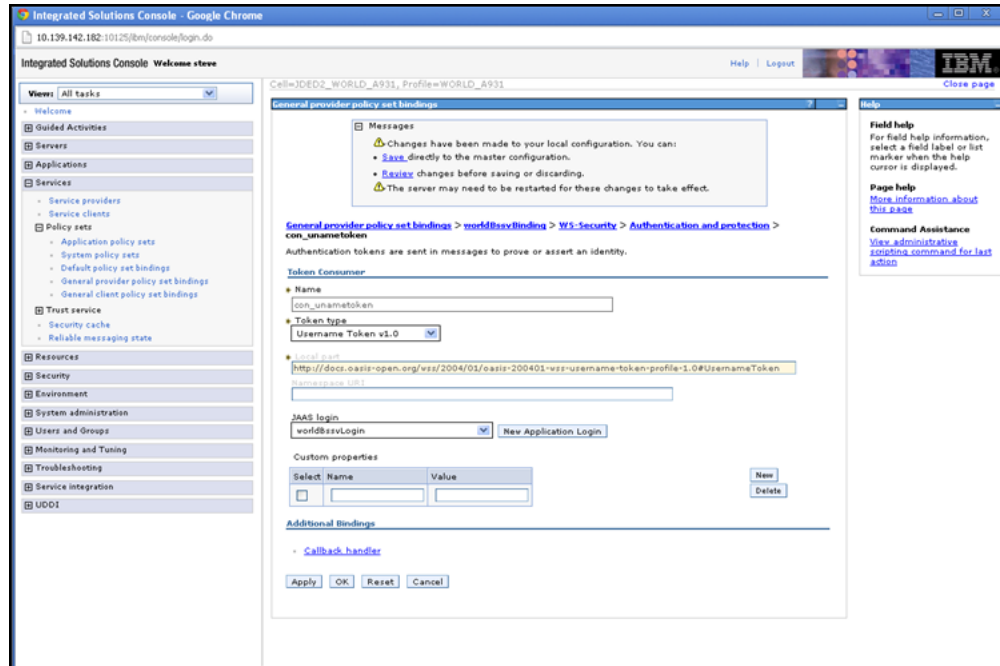 Integrated Solutions Console - Google Chrome
10.139.142.182:10125/ibm/console/login.do
Integrated Solutions Console Welcome steve
Help | Logout
IBM.
View: All tasks
Welcome
Guided Activities
Servers
Applications
Services
Service providers
Service clients
Policy sets
Application policy sets
System policy sets
Default policy set bindings
General provider policy set bindings
General client policy set bindings
Trust service
Security cache
Reliable messaging state
Resources
Security
Environment
System administration
Users and Groups
Monitoring and Tuning
Troubleshooting
Service integration
UDDI
Cell=JDED2_WORLD_A931, Profile=WORLD_A931
Close page
General provider policy set bindings
?
Messages
Changes have been made to your local configuration. You can:
Save directly to the master configuration.
Review changes before saving or discarding.
The server may need to be restarted for these changes to take effect.
General provider policy set bindings > worldBssvBinding > WS-Security > Authentication and protection >
con_unametoken
Authentication tokens are sent in messages to prove or assert an identity.
Token Consumer
Name
con_unametoken
Token type
Username Token v1.0
Local part
http://docs.oasis-open.org/wss/2004/01/oasis-200401-wss-username-token-profile-1.0#UsernameToken
Namespace URI
JAAS login
worldBssvLogin
New Application Login
Custom properties
Select Name Value
New
Delete
Additional Bindings
Callback handler
Apply OK Reset Cancel
Help
Field help
For field help information,
select a field label or list
marker when the help
cursor is displayed.
Page help
More information about
this page
Command Assistance
View administrative
scripting command for last
action